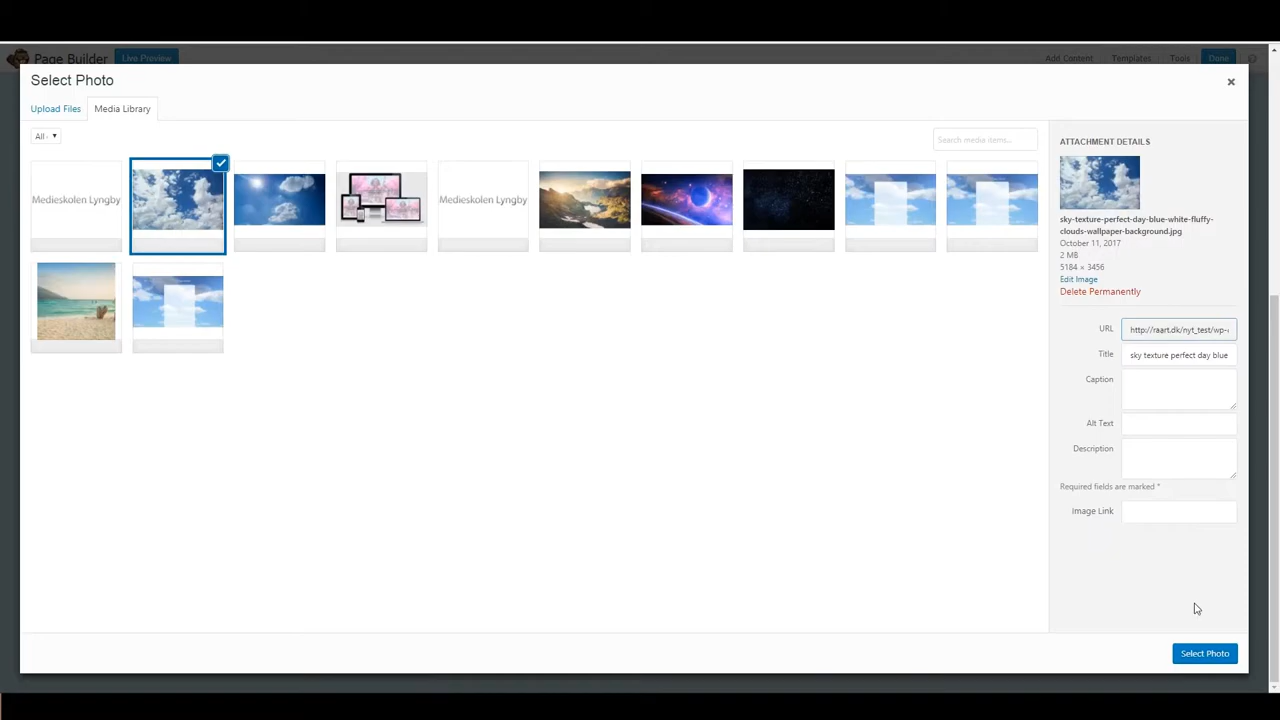 Page Builder
Live Preview
Add Content
Templates
Tools
Done
Select Photo
Upload Files
Media Library
All
Search media items...
Medieskolen Lyngby
Medieskolen Lyngby
ATTACHMENT DETAILS
sky-texture-perfect-day-blue-white-fluffy-
clouds-wallpaper-background.jpg
October 11, 2017
2 MB
5184 × 3456
Edit Image
Delete Permanently
URL
http://raart.dk/nyt_test/wp-
Title
sky texture perfect day blue
Caption
Alt Text
Description
Required fields are marked *
Image Link
Select Photo